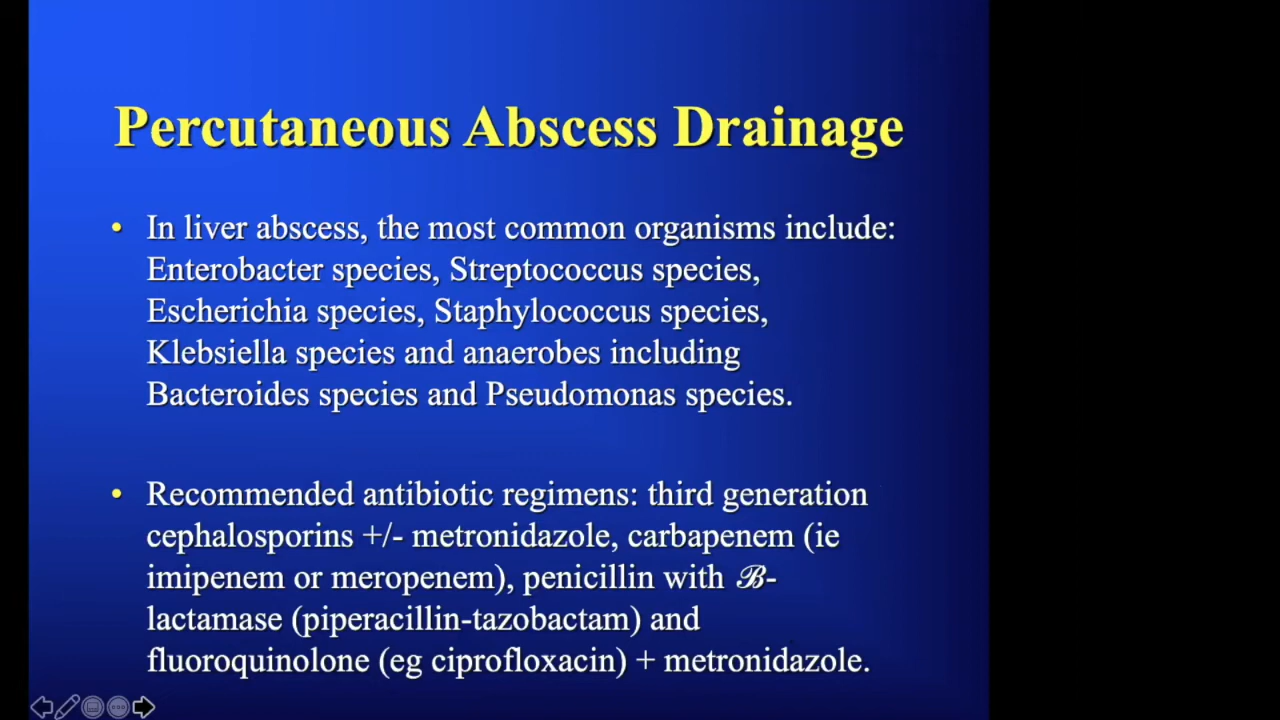 Percutaneous Abscess Drainage
• In liver abscess, the most common organisms include:
Enterobacter species, Streptococcus species,
Escherichia species, Staphylococcus species,
Klebsiella species and anaerobes including
Bacteroides species and Pseudomonas species.
• Recommended antibiotic regimens: third generation
cephalosporins +/- metronidazole, carbapenem (ie
imipenem or meropenem), penicillin with ℬ-
lactamase (piperacillin-tazobactam) and
fluoroquinolone (eg ciprofloxacin) + metronidazole.